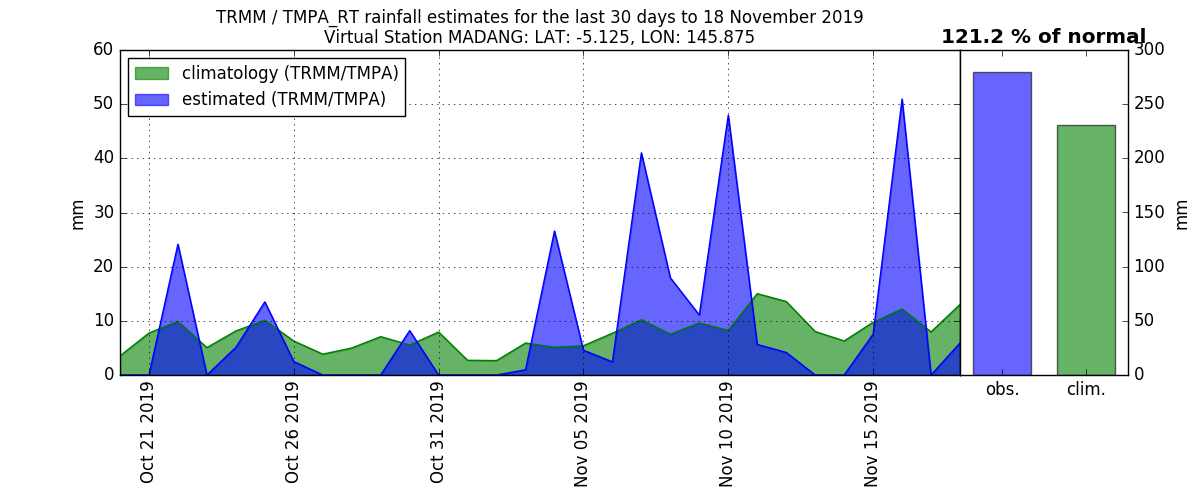 TRMM / TMPA_RT rainfall estimates for the last 30 days to 18 November 2019
Virtual Station MADANG: LAT: -5.125, LON: 145.875
121.2 % of normal
climatology (TRMM/TMPA)
estimated (TRMM/TMPA)
60
50
40
30
20
10
0
mm
Oct 21 2019
Oct 26 2019
Oct 31 2019
Nov 05 2019
Nov 10 2019
Nov 15 2019
obs.
clim.
300
250
200
150
100
50
0
mm